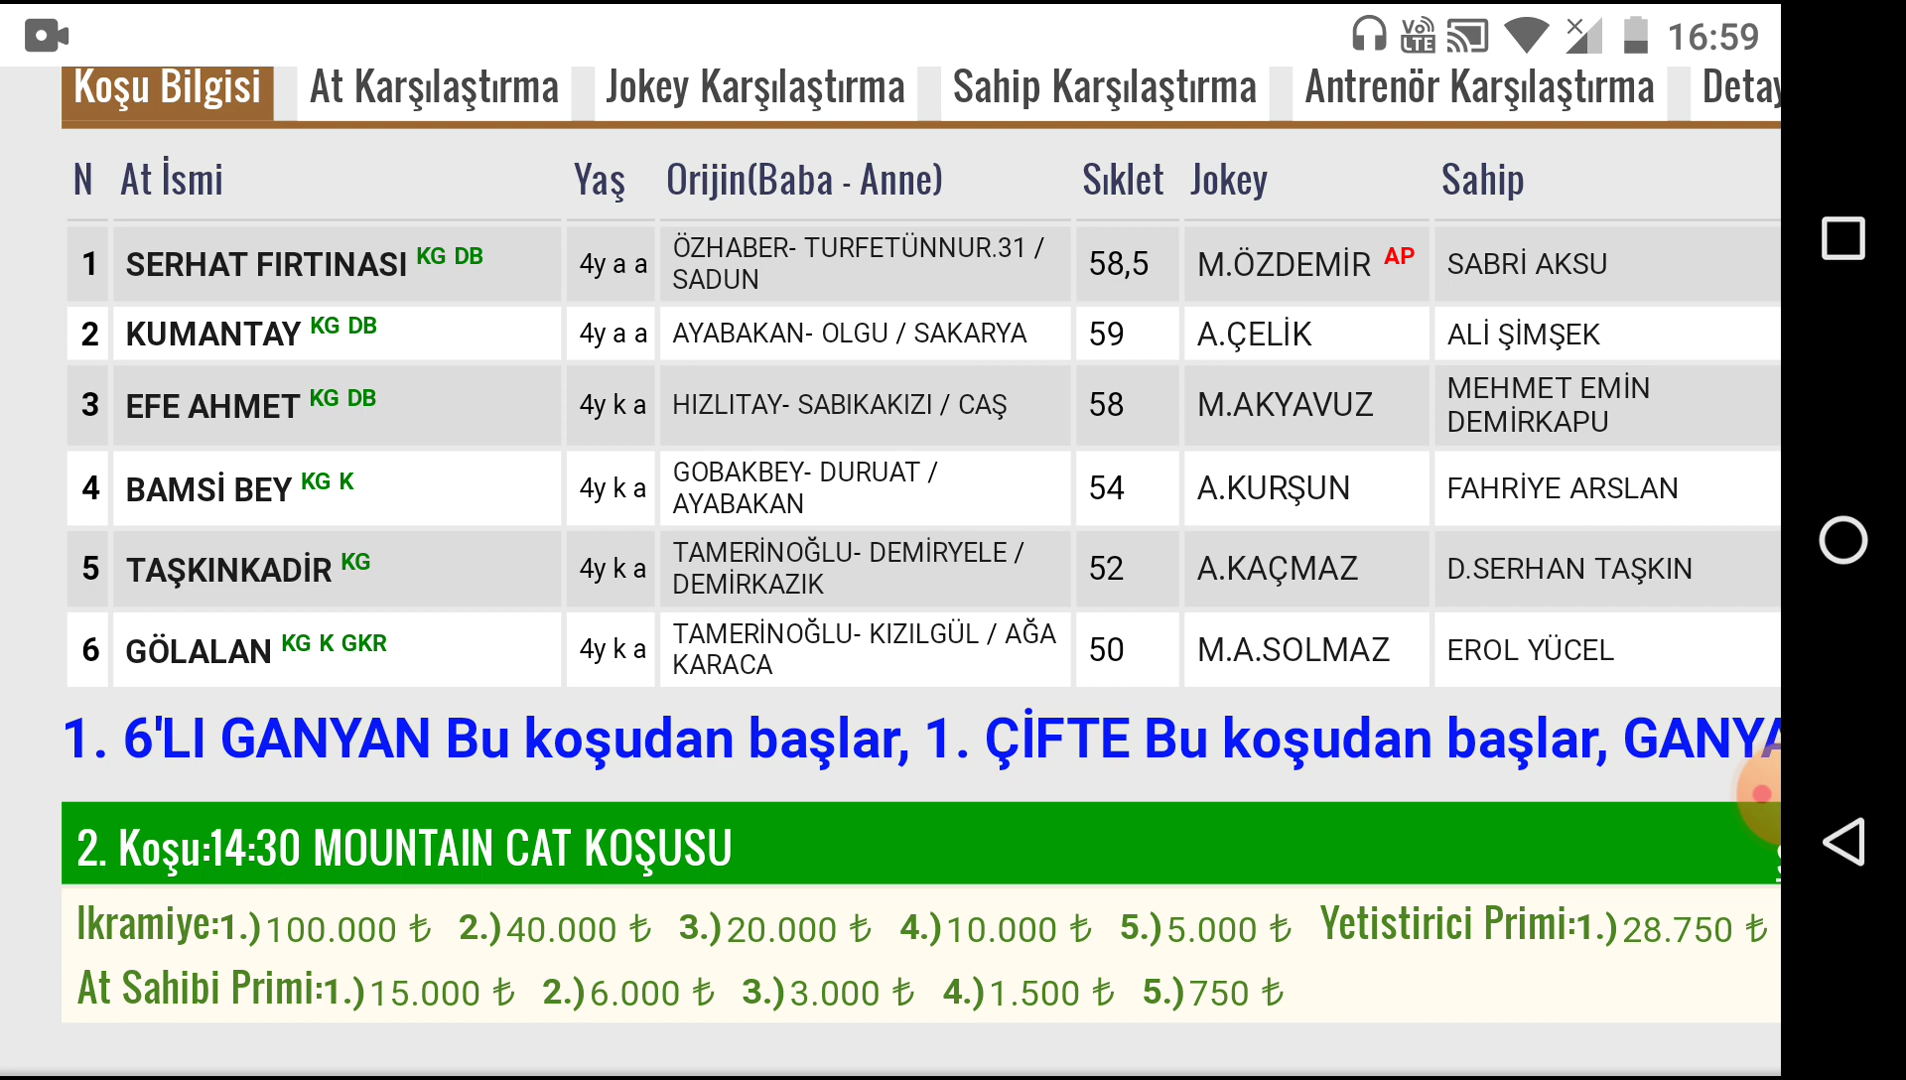 16:59
Koşu Bilgisi At Karşılaştırma Jokey Karşılaştırma Sahip Karşılaştırma Antrenör Karşılaştırma Detay
N At İsmi Yaş Orijin(Baba - Anne) Sıklet Jokey Sahip
1 SERHAT FIRTINASI KG DB 4y a a ÖZHABER- TURFETÜNNUR.31 / SADUN 58,5 M.ÖZDEMİR AP SABRİ AKSU
2 KUMANTAY KG DB 4y a a AYABAKAN- OLGU / SAKARYA 59 A.ÇELİK ALİ ŞİMŞEK
3 EFE AHMET KG DB 4y k a HIZLITAY- SABIKAKIZI / CAŞ 58 M.AKYAVUZ MEHMET EMİN DEMİRKAPU
4 BAMSİ BEY KG K 4y k a GOBAKBEY- DURUAT / AYABAKAN 54 A.KURŞUN FAHRİYE ARSLAN
5 TAŞKINKADİR KG 4y k a TAMERİNOĞLU- DEMİRYELE / DEMİRKAZIK 52 A.KAÇMAZ D.SERHAN TAŞKIN
6 GÖLALAN KG K GKR 4y k a TAMERİNOĞLU- KIZILGÜL / AĞA KARACA 50 M.A.SOLMAZ EROL YÜCEL
1. 6'LI GANYAN Bu koşudan başlar, 1. ÇİFTE Bu koşudan başlar, GANYA
2. Koşu:14:30 MOUNTAIN CAT KOŞUSU
Ikramiye:1.)100.000 ₺ 2.)40.000 ₺ 3.)20.000 ₺ 4.)10.000 ₺ 5.)5.000 ₺ Yetistirici Primi:1.)28.750 ₺
At Sahibi Primi:1.)15.000 ₺ 2.)6.000 ₺ 3.)3.000 ₺ 4.)1.500 ₺ 5.)750 ₺